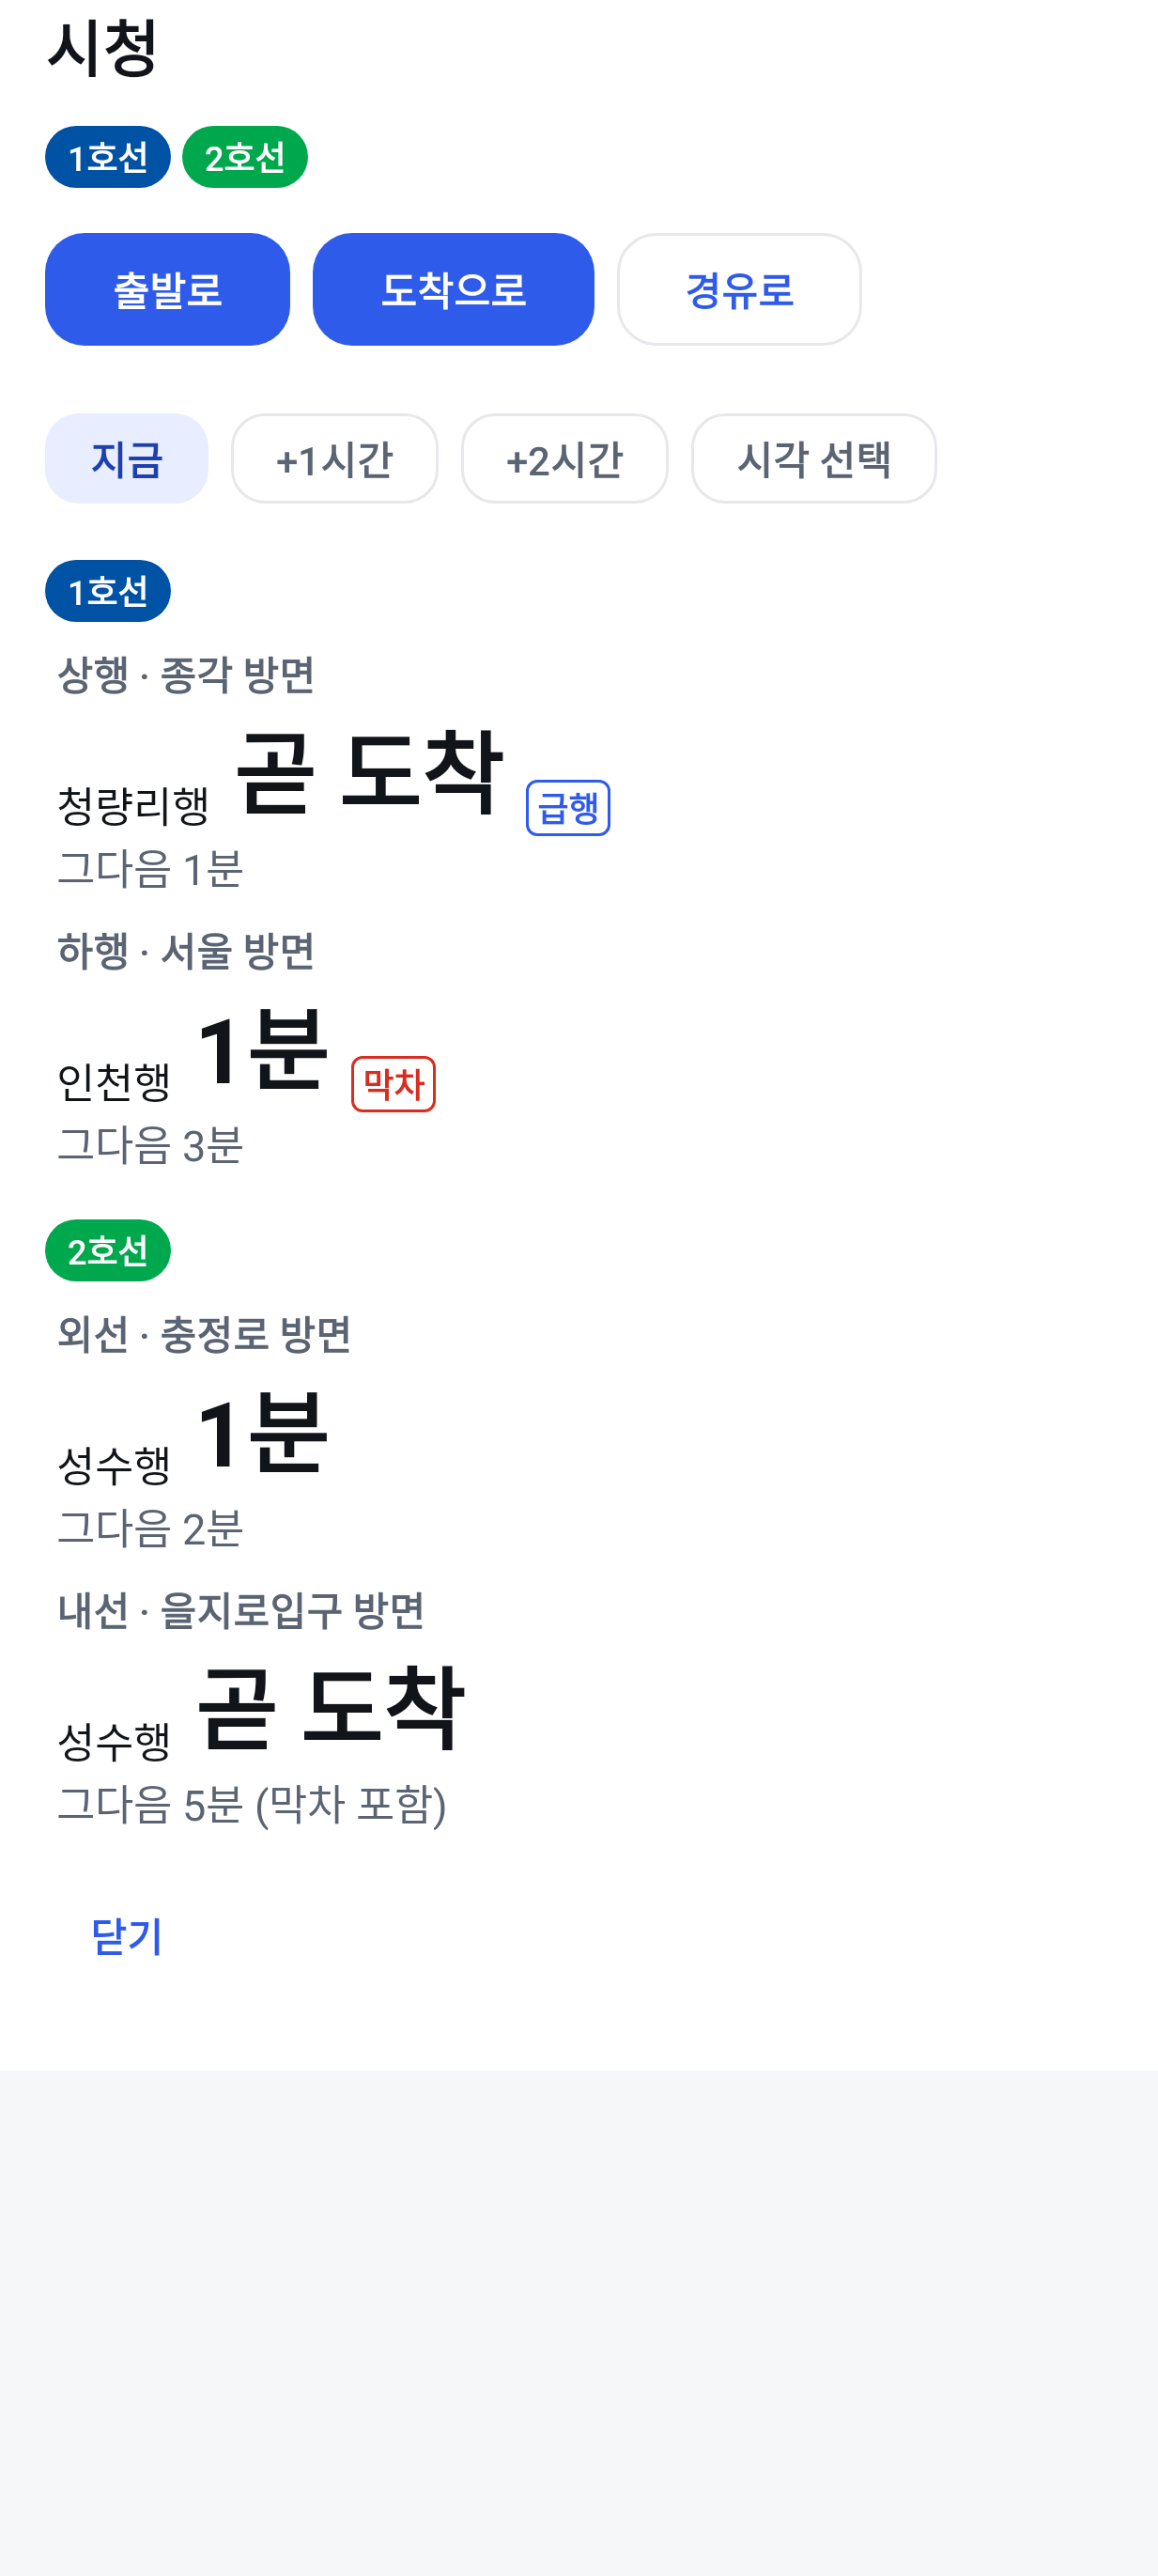 시청
1호선 2호선
출발로 도착으로 경유로
지금 +1시간 +2시간 시각 선택
1호선
상행 · 종각 방면
청량리행 곧 도착 급행
그다음 1분
하행 · 서울 방면
인천행 1분 막차
그다음 3분
2호선
외선 · 충정로 방면
성수행 1분
그다음 2분
내선 · 을지로입구 방면
성수행 곧 도착
그다음 5분 (막차 포함)
닫기